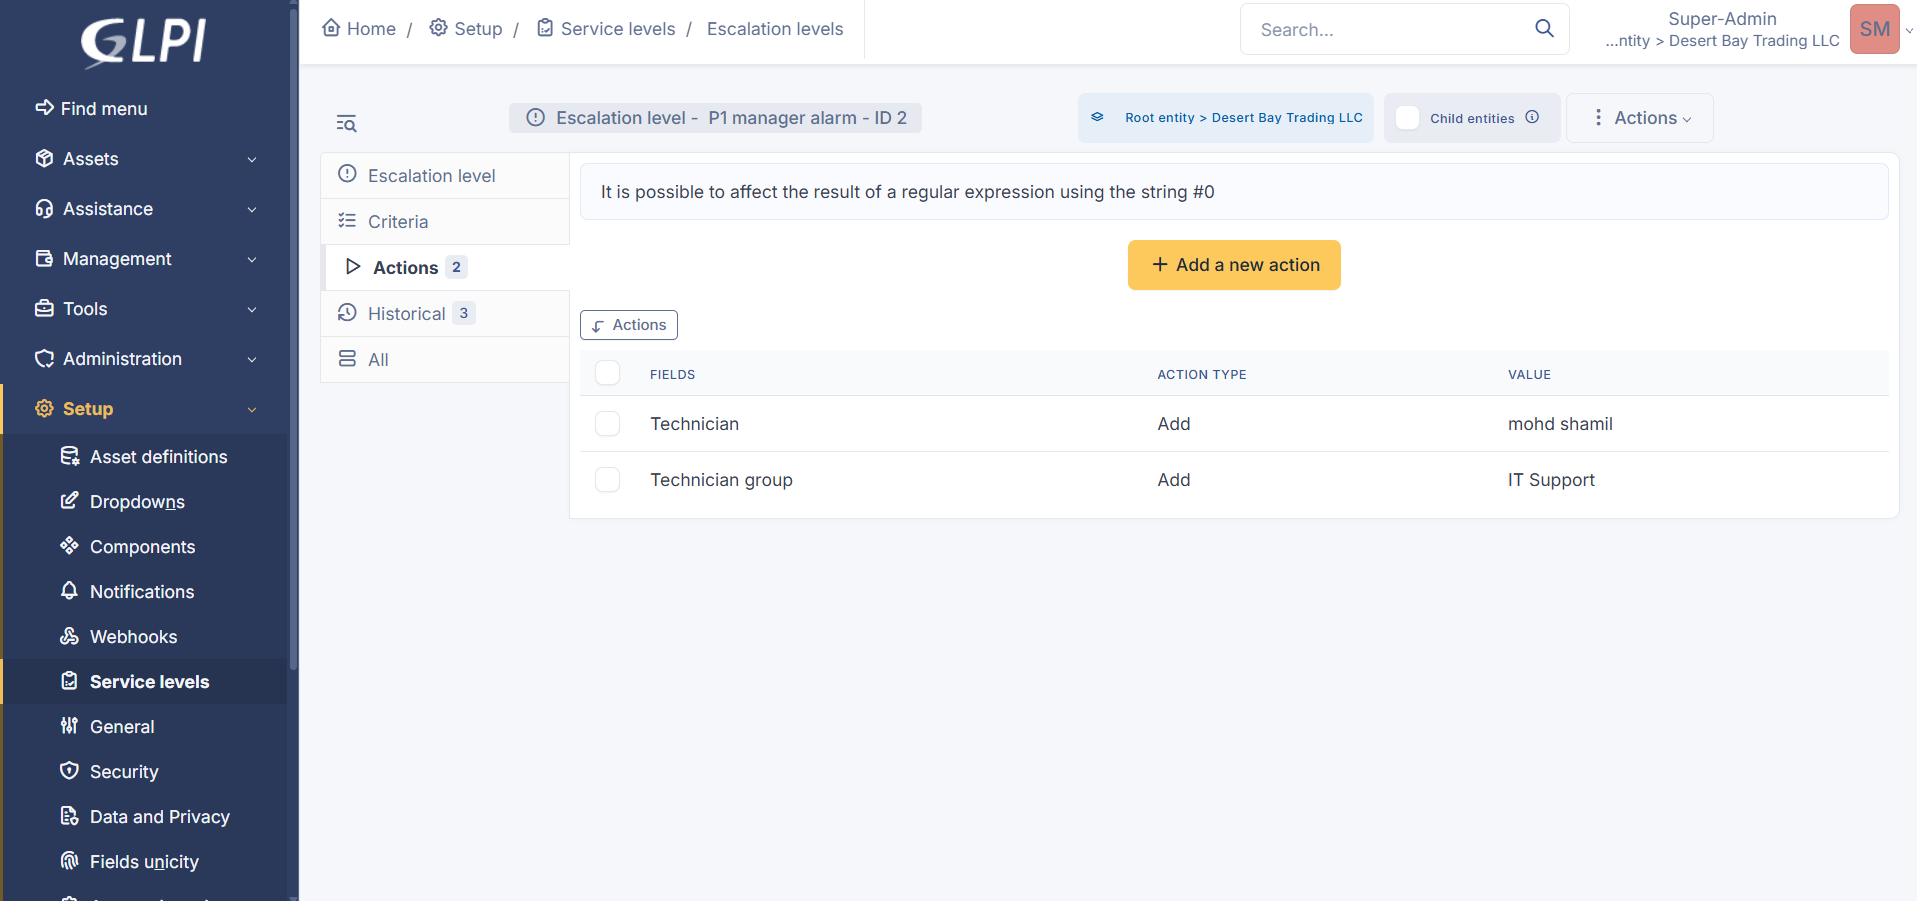 GLPI
Find menu
Assets
Assistance
Management
Tools
Administration
Setup
Asset definitions
Dropdowns
Components
Notifications
Webhooks
Service levels
General
Security
Data and Privacy
Fields unicity
Home / Setup / Service levels / Escalation levels
Search...
Super-Admin
...ntity > Desert Bay Trading LLC
SM
Escalation level - P1 manager alarm - ID 2
Root entity > Desert Bay Trading LLC
Child entities
Actions
Escalation level
Criteria
Actions 2
Historical 3
All
It is possible to affect the result of a regular expression using the string #0
+ Add a new action
Actions
FIELDS ACTION TYPE VALUE
Technician Add mohd shamil
Technician group Add IT Support